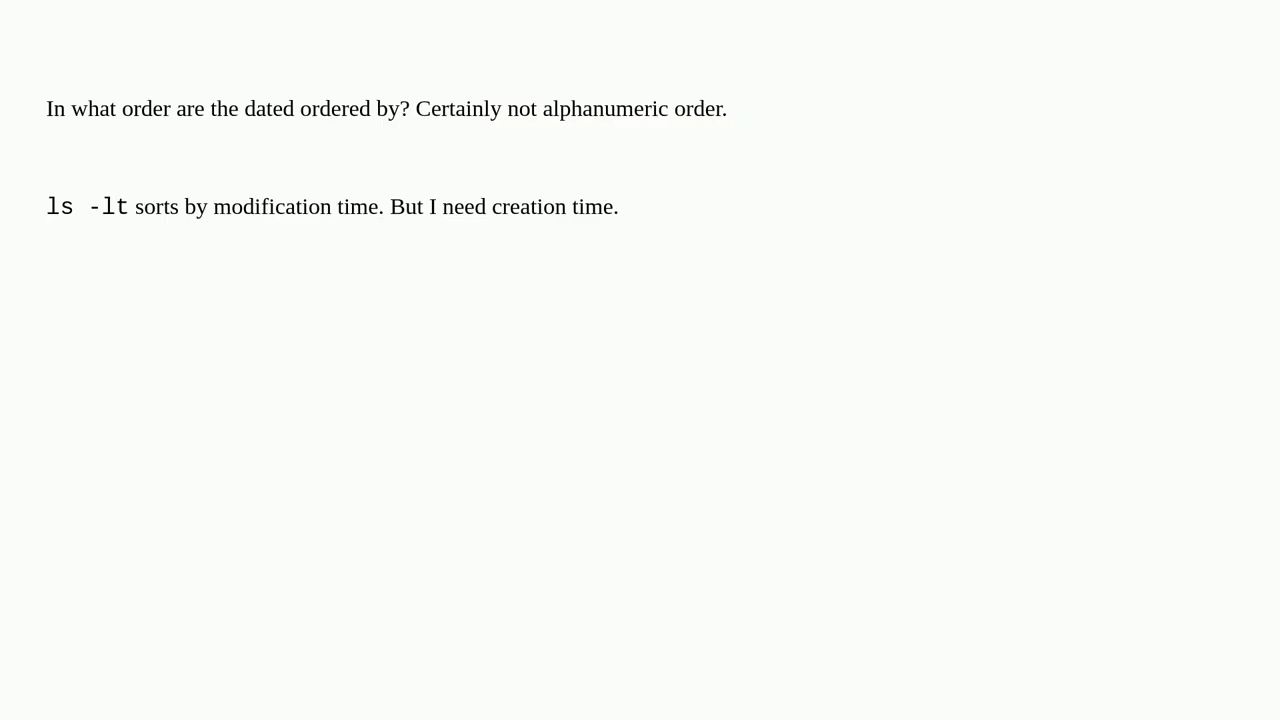 In what order are the dated ordered by? Certainly not alphanumeric order.
ls -lt sorts by modification time. But I need creation time.